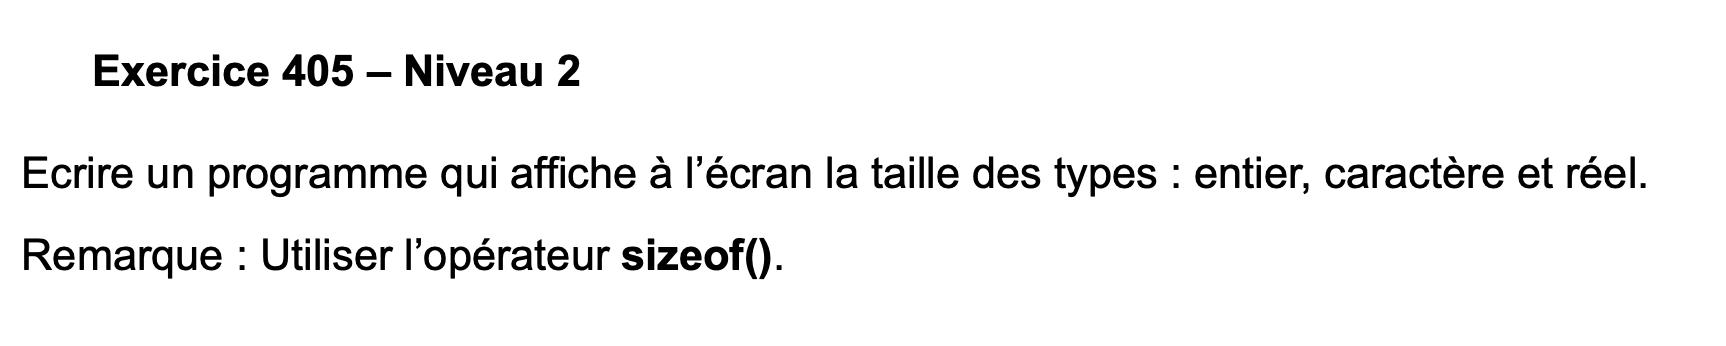 Exercice 405 – Niveau 2
Ecrire un programme qui affiche à l’écran la taille des types : entier, caractère et réel.
Remarque : Utiliser l’opérateur sizeof().